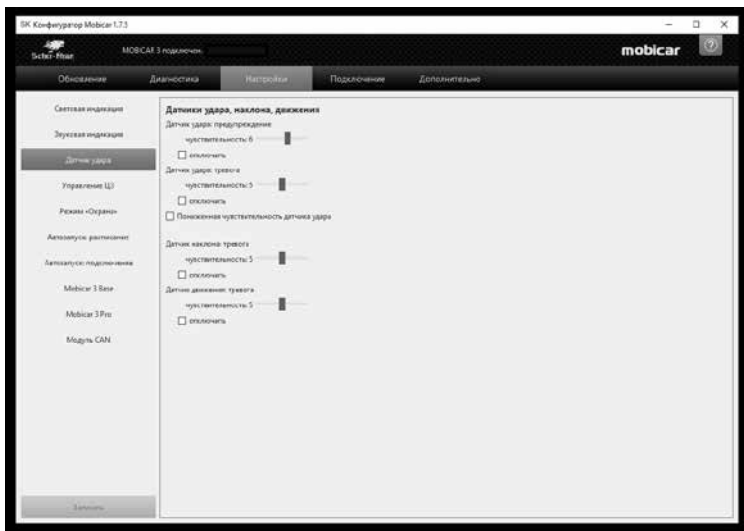 SK Конфигуратор Mobicar 1.7.3
Scher-Khan
MOBICAR 3 подключен.
mobicar
?
Обновление
Диагностика
Настройки
Подключение
Дополнительно
Световая индикация
Звуковая индикация
Датчик удара
Управление ЦЗ
Режим «Охрана»
Автозапуск: расписание
Автозапуск: подключения
Mobicar 3 Base
Mobicar 3 Pro
Модуль CAN
Записать
Датчики удара, наклона, движения
Датчик удара: предупреждение
чувствительность: 6
отключить
Датчик удара: тревога
чувствительность: 5
отключить
Пониженная чувствительность датчика удара
Датчик наклона: тревога
чувствительность: 5
отключить
Датчик движения: тревога
чувствительность: 5
отключить